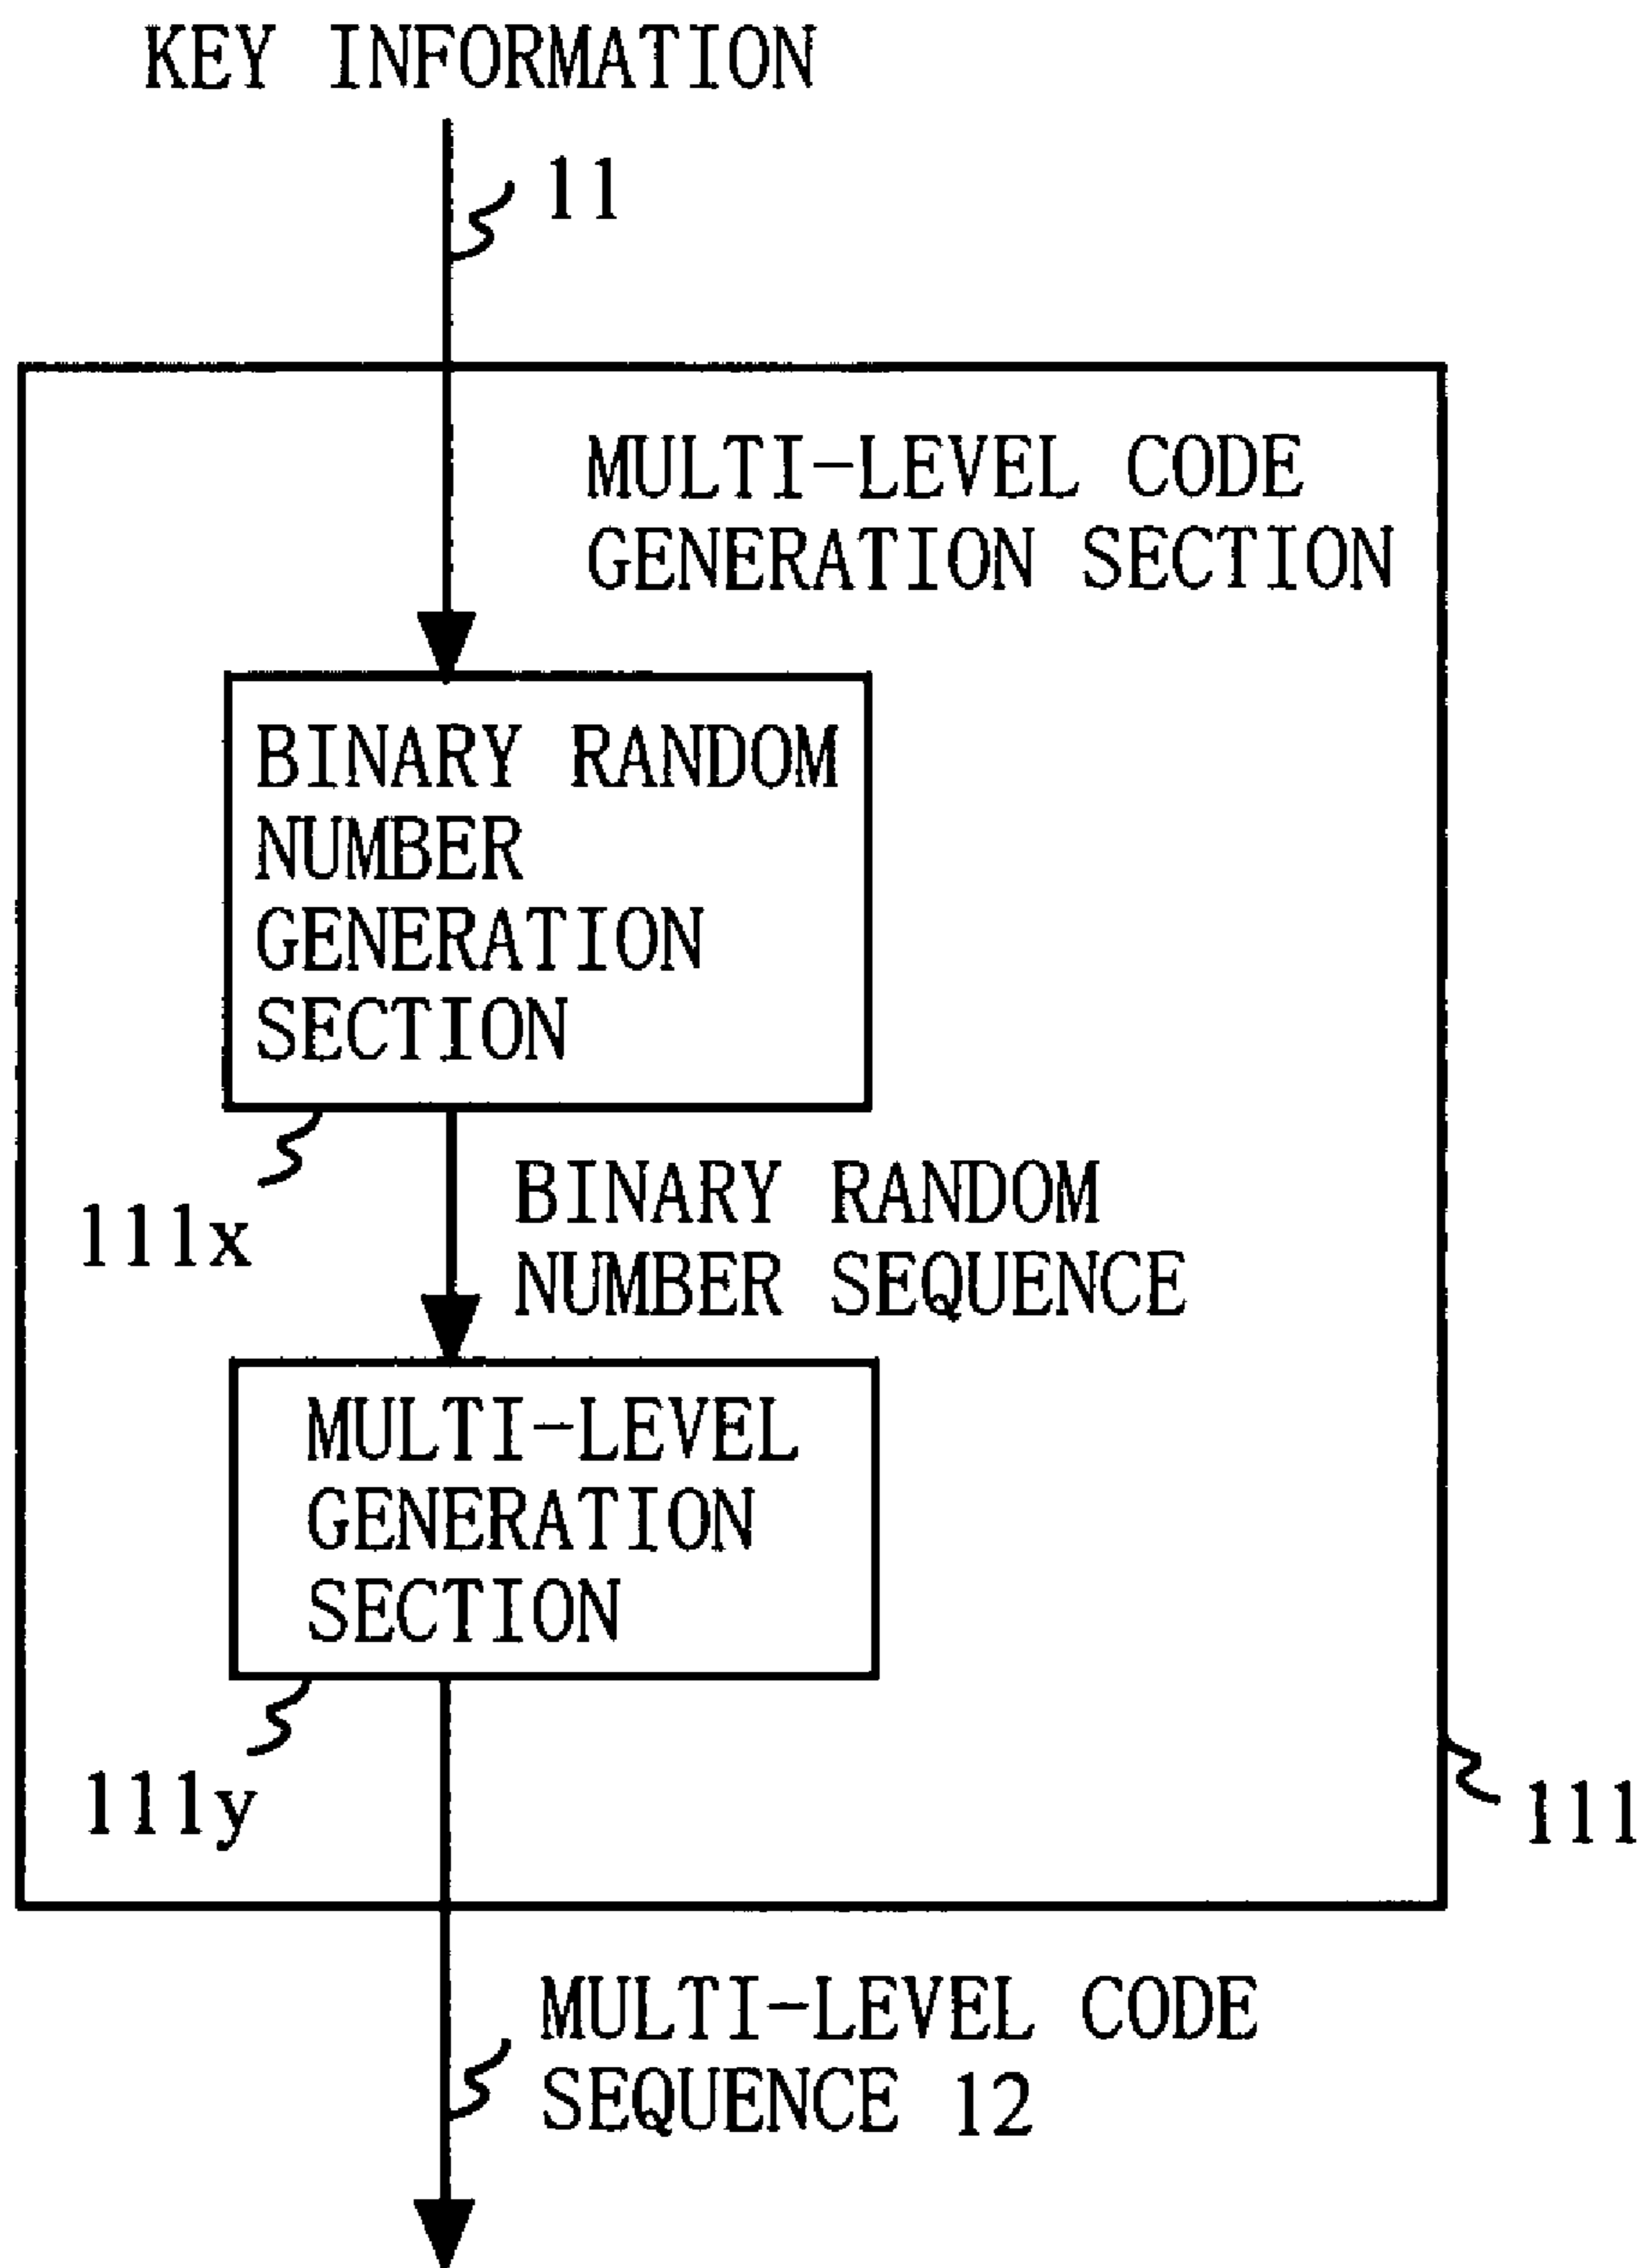 KEY INFORMATION
11
MULTI-LEVEL CODE
GENERATION SECTION
BINARY RANDOM
NUMBER
GENERATION
SECTION
111x
BINARY RANDOM
NUMBER SEQUENCE
MULTI-LEVEL
GENERATION
SECTION
111y
111
MULTI-LEVEL CODE
SEQUENCE 12